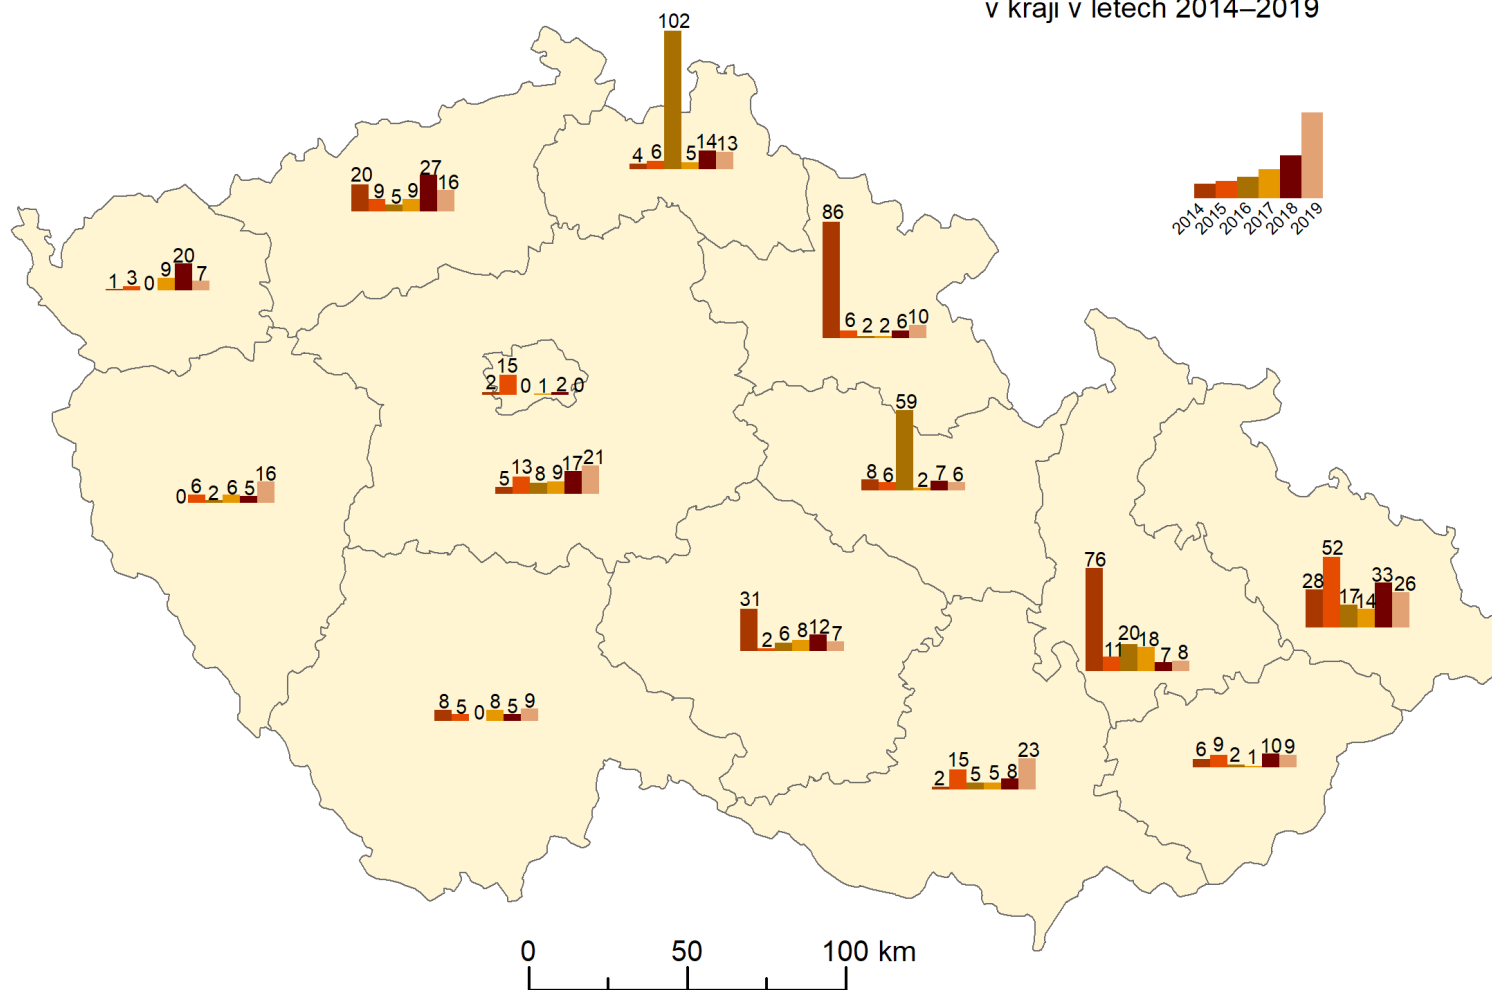 v kraji v letech 2014–2019
102
4 6 5 14 13
20 9 5 9 27 16
86
6 2 2 6 10
2014 2015 2016 2017 2018 2019
1 3 0 9 20 7
2 15 0 1 2 0
59
8 6 2 7 6
5 13 8 9 17 21
0 6 2 6 5 16
76
11 20 18 7 8
28 52 17 14 33 26
31
2 6 8 12 7
8 5 0 8 5 9
2 15 5 5 8 23
6 9 2 1 10 9
0 50 100 km